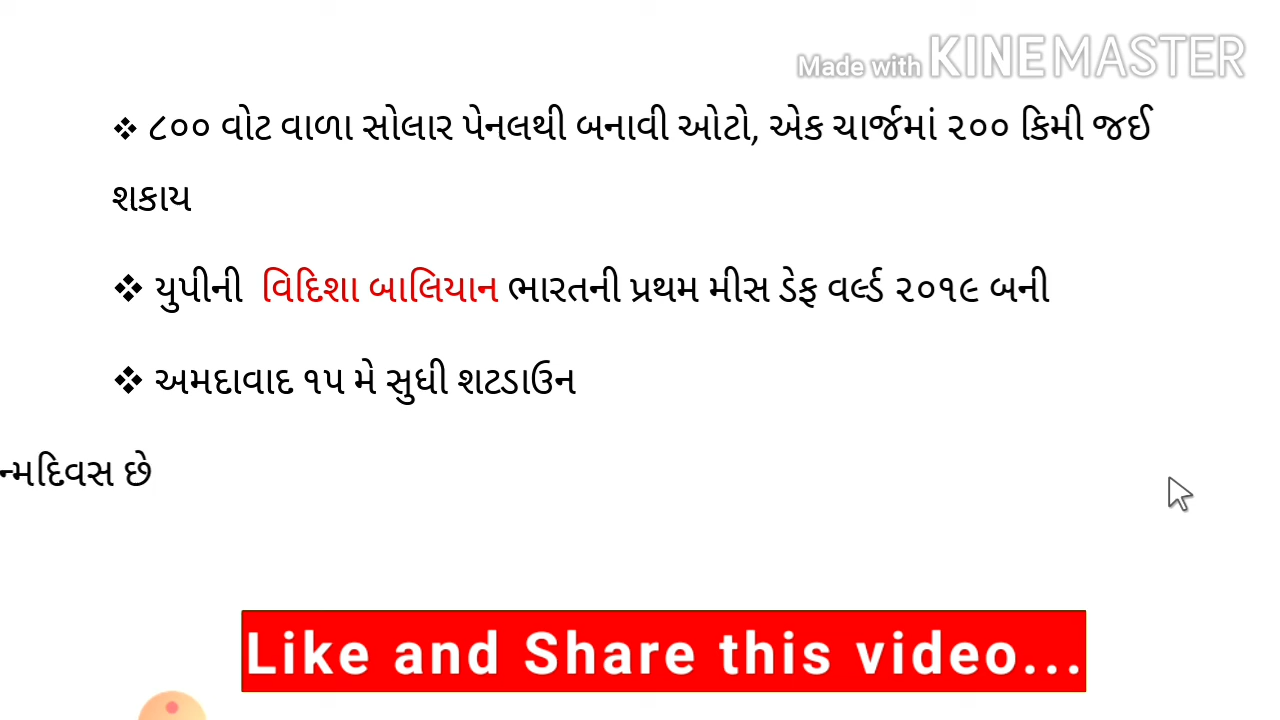 Made with KINEMASTER
❖ ૮૦૦ વોટ વાળા સોલાર પેનલથી બનાવી ઓટો, એક ચાર્જમાં ૨૦૦ કિમી જઈ
શકાય
❖ યુપીની વિદિશા બાલિયાન ભારતની પ્રથમ મીસ ડેફ વર્લ્ડ ૨૦૧૯ બની
❖ અમદાવાદ ૧૫ મે સુધી શટડાઉન
ન્મદિવસ છે
Like and Share this video...